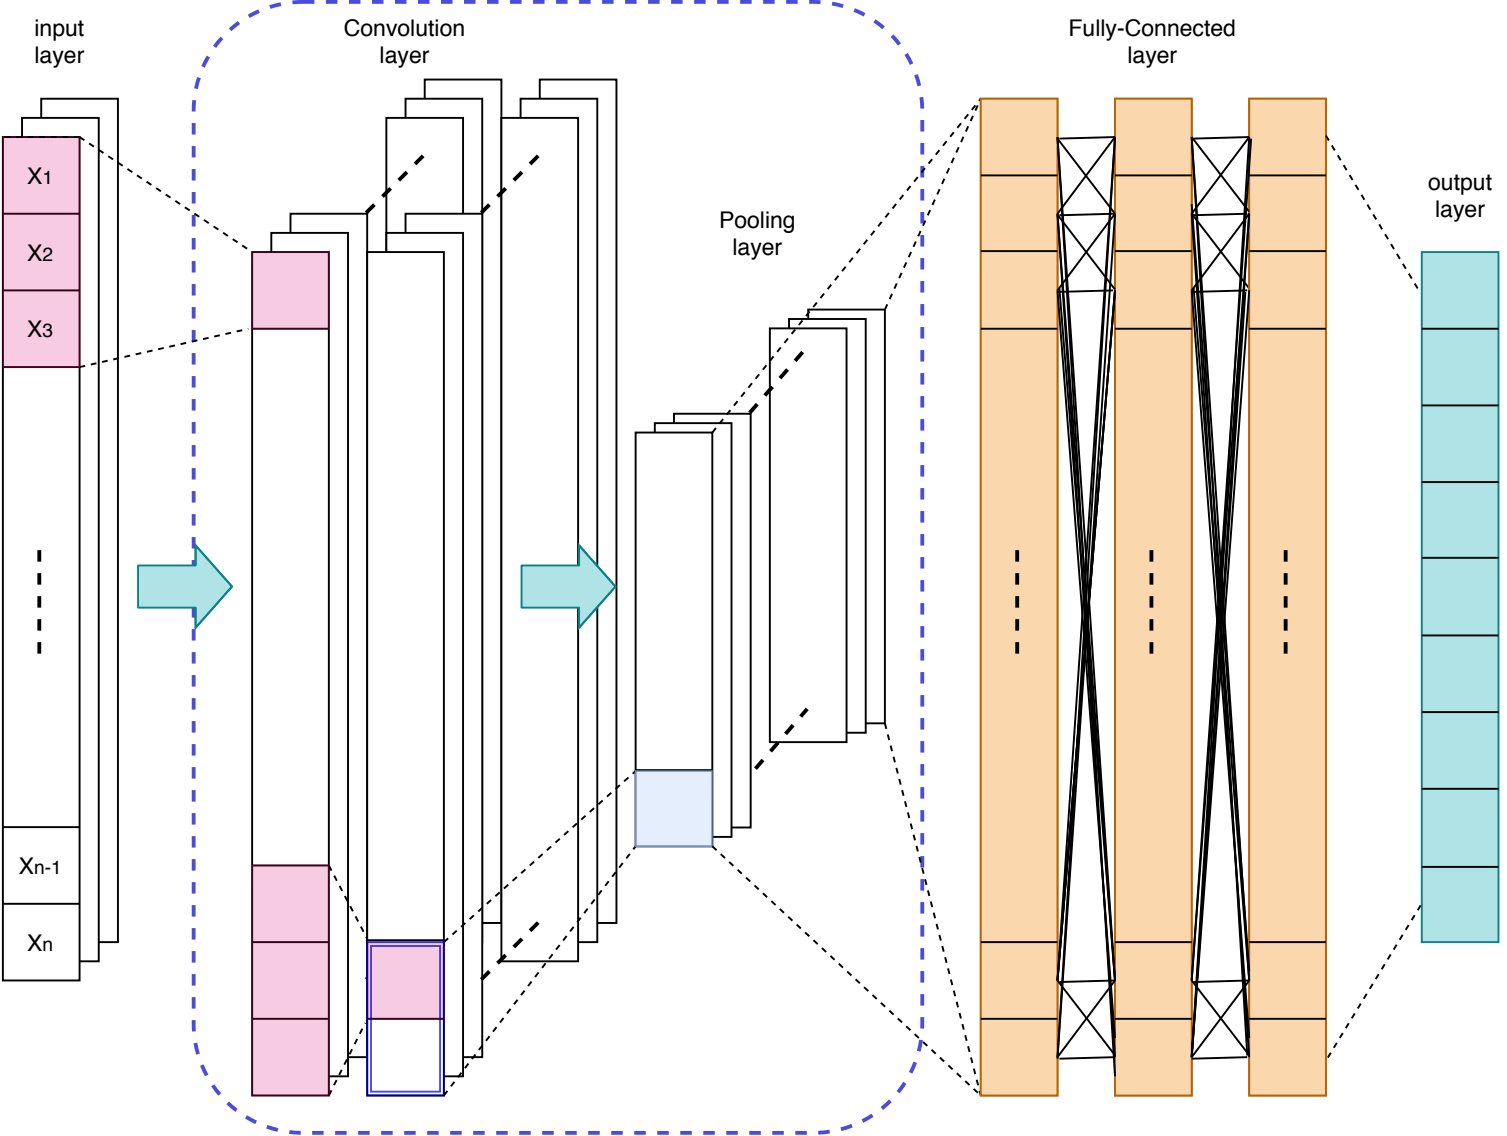 input
layer
Convolution
layer
Fully-Connected
layer
Pooling
layer
output
layer
X1
X2
X3
Xn-1
Xn